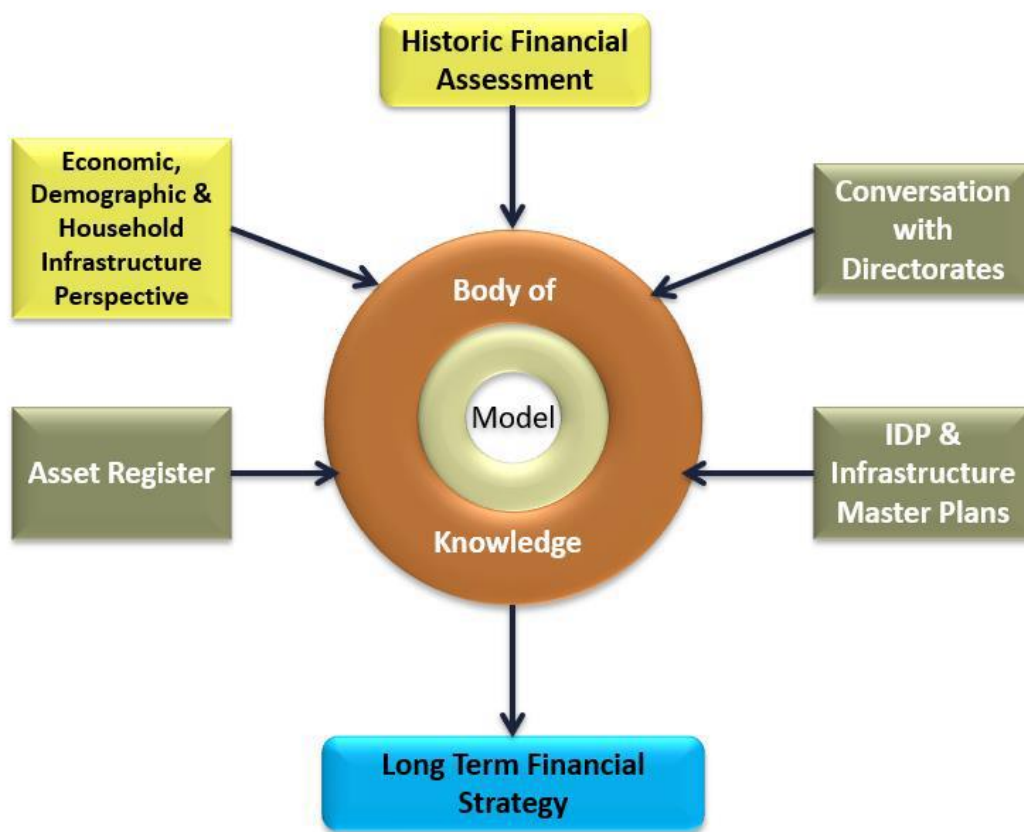 Historic Financial
Assessment
Economic,
Demographic &
Household
Infrastructure
Perspective
Conversation
with
Directorates
Body of
Model
Knowledge
Asset Register
IDP &
Infrastructure
Master Plans
Long Term Financial
Strategy